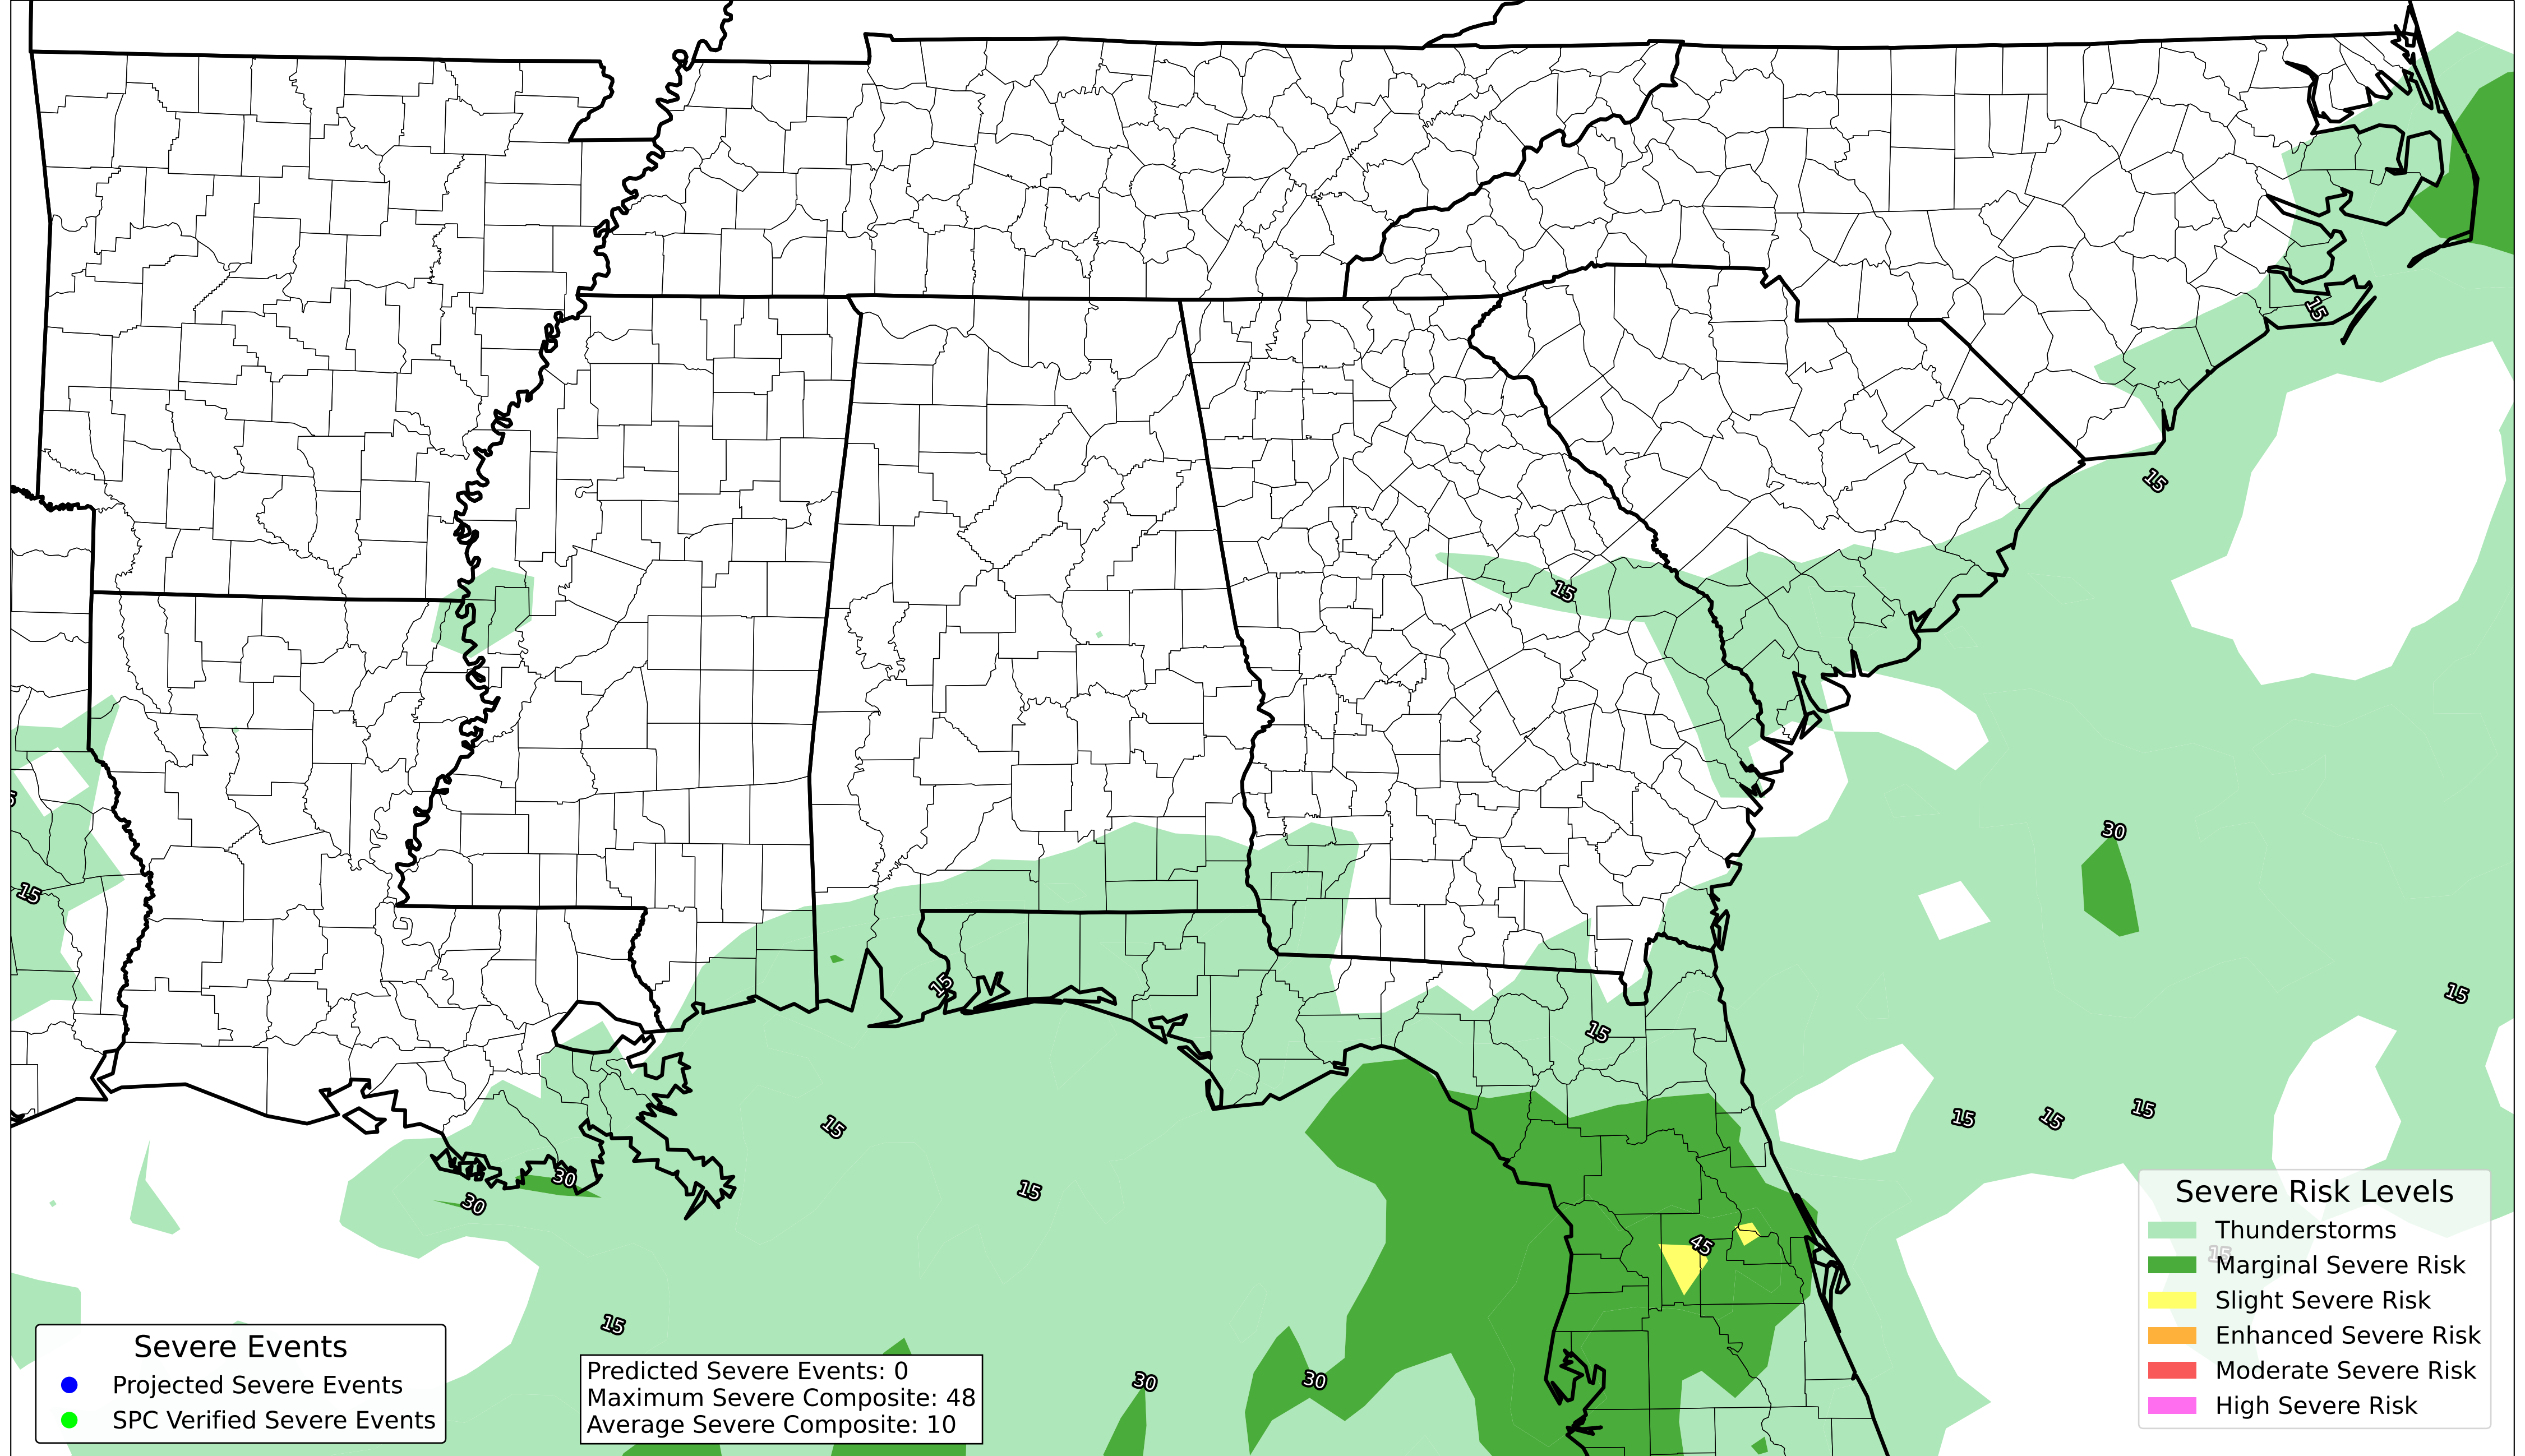 15
15
15
30
15
5
15
15
15
15
15
15
15
15
30
30
15
45
15
30
30
Severe Events
Projected Severe Events
SPC Verified Severe Events
Predicted Severe Events: 0
Maximum Severe Composite: 48
Average Severe Composite: 10
Severe Risk Levels
Thunderstorms
15
Marginal Severe Risk
Slight Severe Risk
Enhanced Severe Risk
Moderate Severe Risk
High Severe Risk